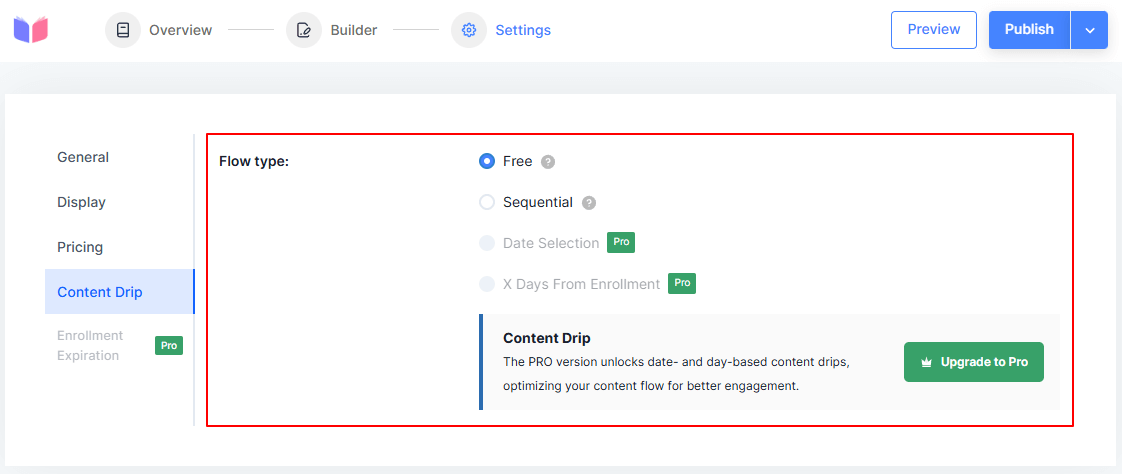 Overview
Builder
Settings
Preview
Publish
General
Display
Pricing
Content Drip
Enrollment
Expiration
Pro
Flow type:
Free ?
Sequential ?
Date Selection Pro
X Days From Enrollment Pro
Content Drip
The PRO version unlocks date- and day-based content drips,
optimizing your content flow for better engagement.
Upgrade to Pro